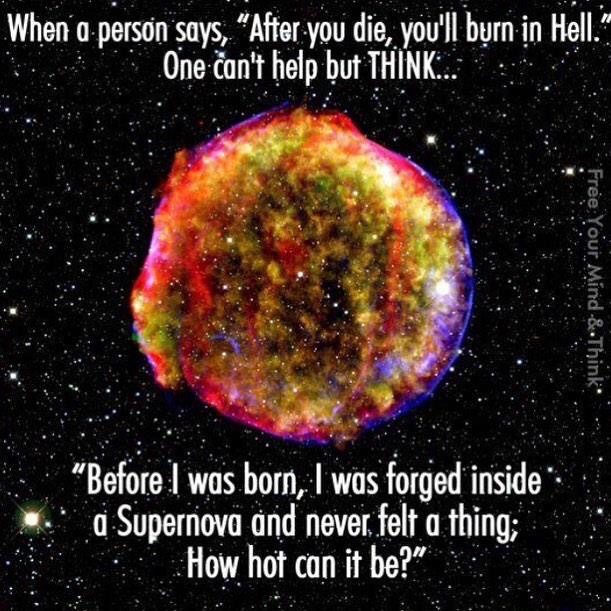 When a person says, "After you die, you'll burn in Hell."
One can't help but THINK...
Free Your Mind & Think
"Before I was born, I was forged inside
a Supernova and never felt a thing;
How hot can it be?"